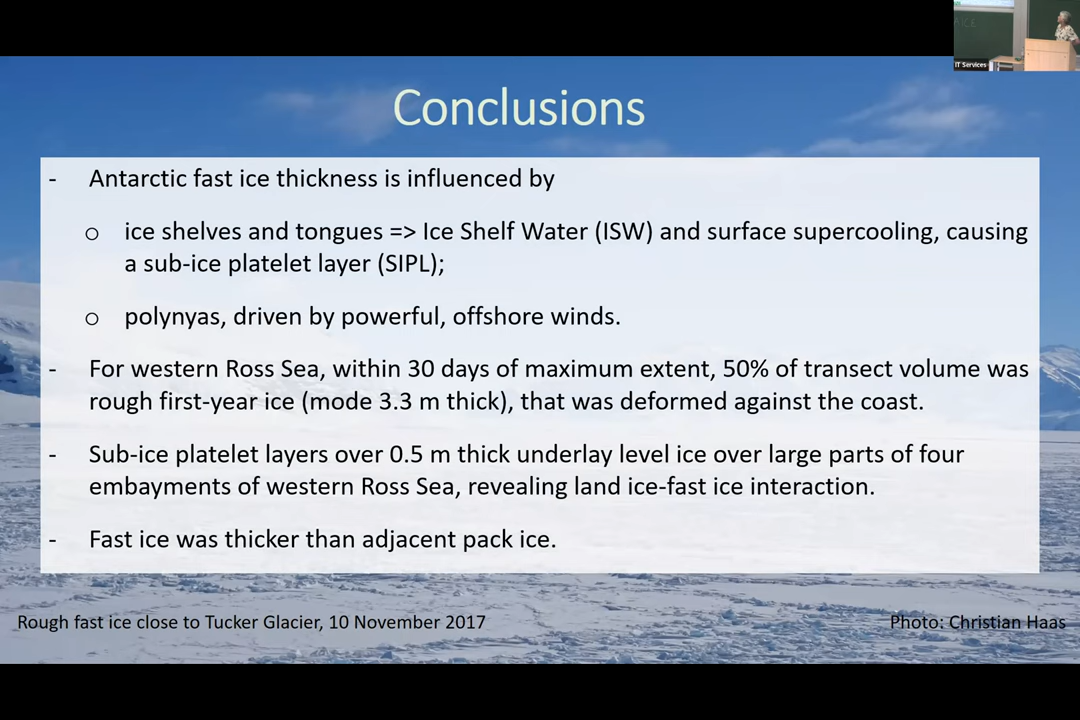 IT Services
Conclusions
- Antarctic fast ice thickness is influenced by
o ice shelves and tongues => Ice Shelf Water (ISW) and surface supercooling, causing
a sub-ice platelet layer (SIPL);
o polynyas, driven by powerful, offshore winds.
- For western Ross Sea, within 30 days of maximum extent, 50% of transect volume was
rough first-year ice (mode 3.3 m thick), that was deformed against the coast.
- Sub-ice platelet layers over 0.5 m thick underlay level ice over large parts of four
embayments of western Ross Sea, revealing land ice-fast ice interaction.
- Fast ice was thicker than adjacent pack ice.
Rough fast ice close to Tucker Glacier, 10 November 2017
Photo: Christian Haas